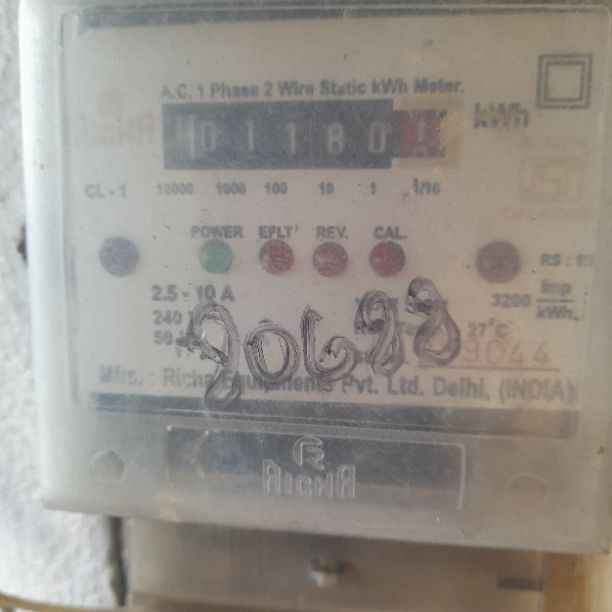 A.C. 1 Phase 2 Wire Static kWh Meter.
01180 kWh
CL - 1 10000 1000 100 10 1 1/10
POWER EFLT REV. CAL.
2.5 - 10 A 3200 imp/kWh
240
27°C
9044
Mfrs. : Richa Equipments Pvt. Ltd. Delhi, (INDIA)
RICHA